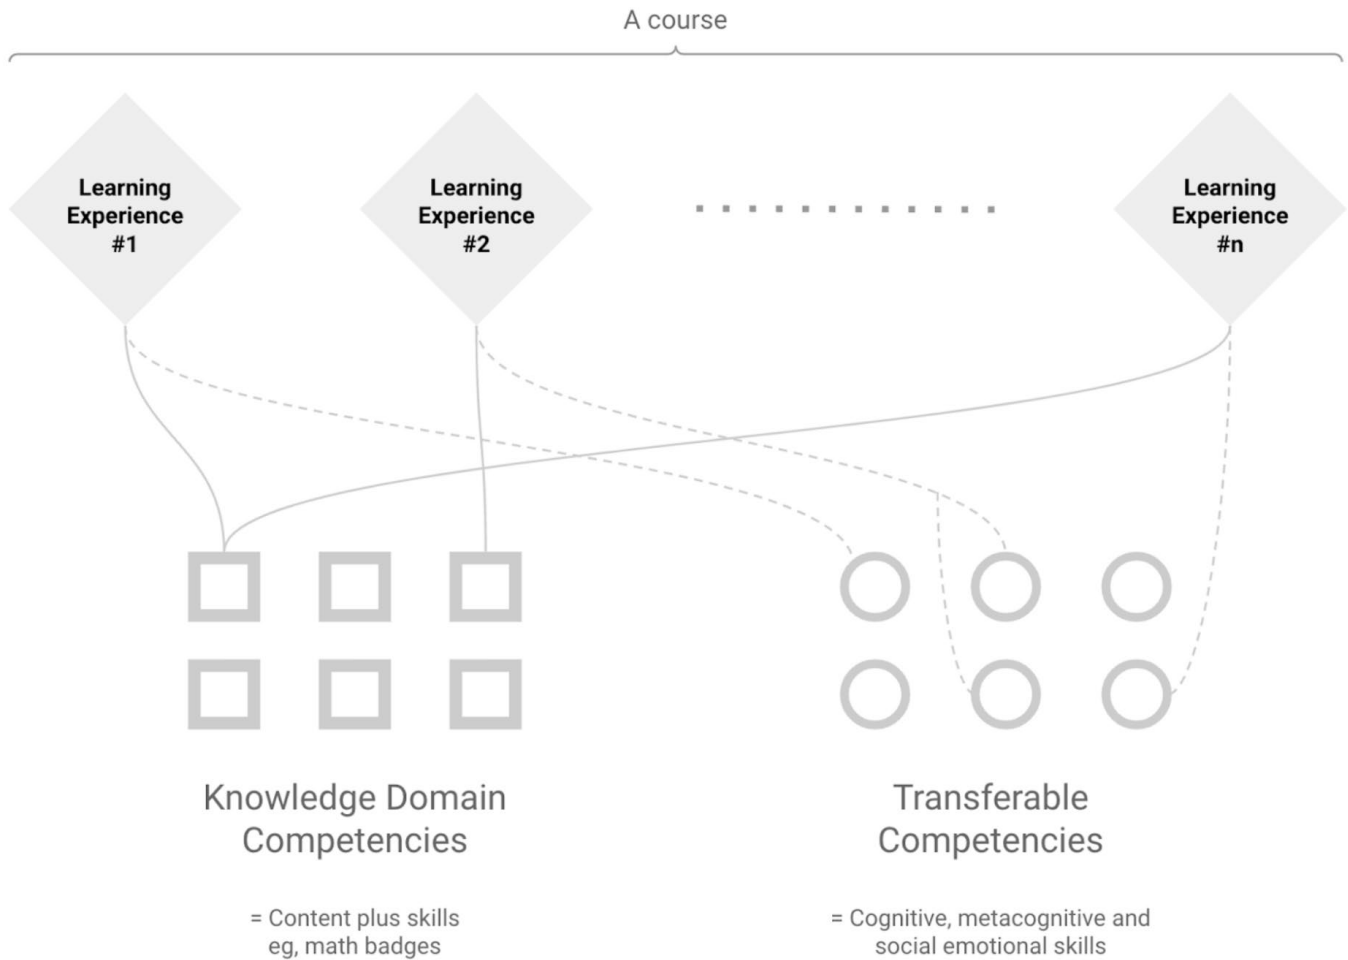 A course
Learning
Experience
#1
Learning
Experience
#2
Learning
Experience
#n
Knowledge Domain
Competencies
= Content plus skills
eg, math badges
Transferable
Competencies
= Cognitive, metacognitive and
social emotional skills